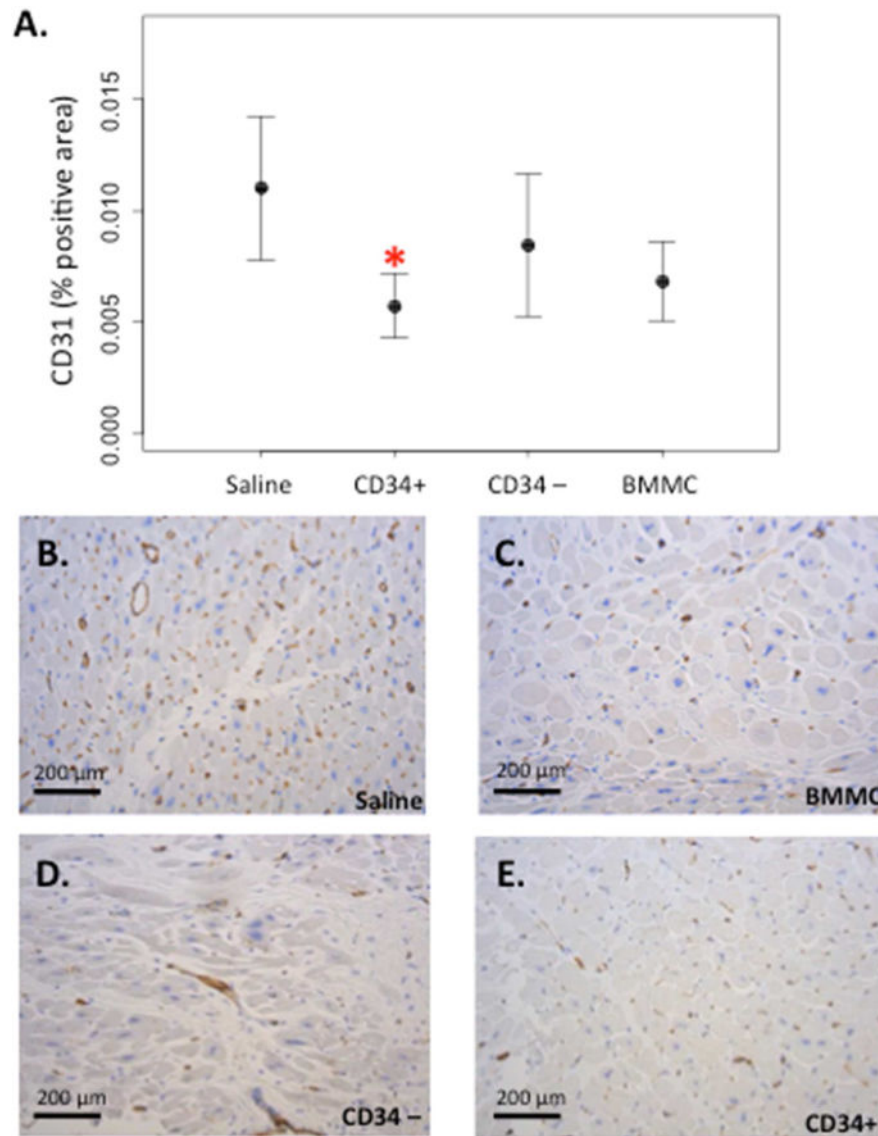 A.
CD31 (% positive area)
0.015
0.010
0.005
0.000
*
Saline CD34+ CD34 – BMMC
B.
200 µm
Saline
C.
200 µm
BMMC
D.
200 µm
CD34 –
E.
200 µm
CD34+